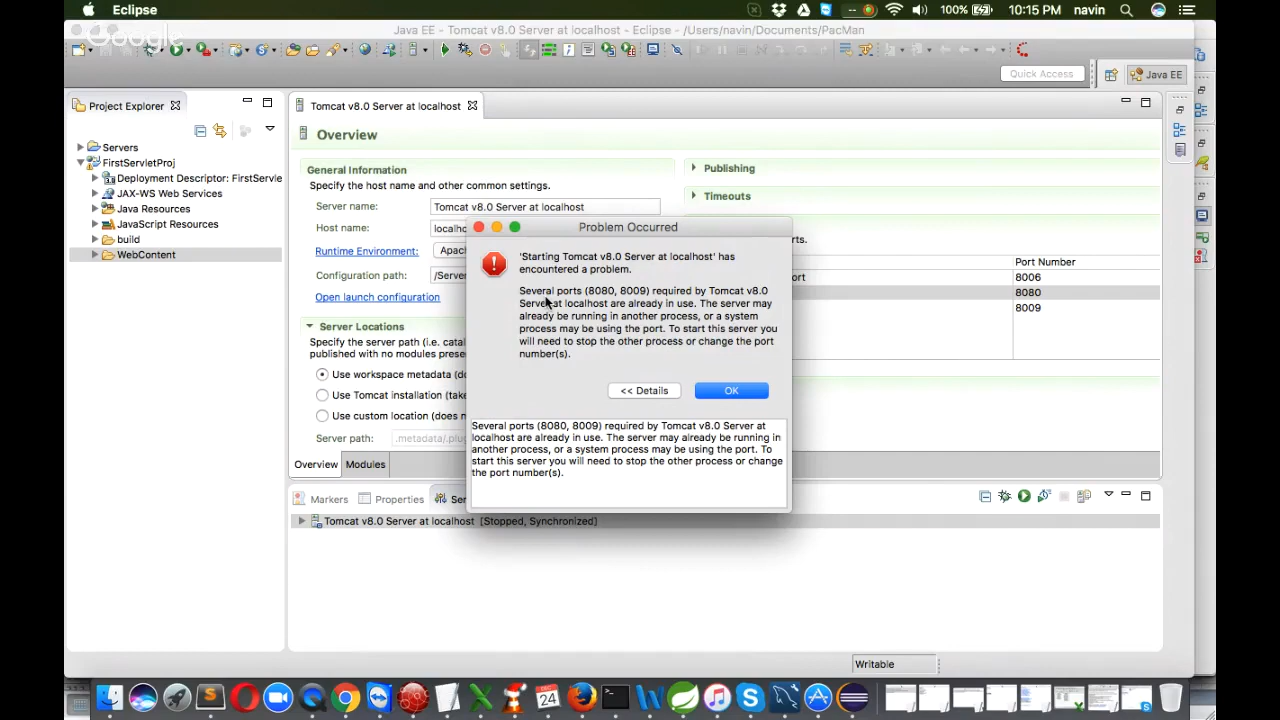 Eclipse
100%
10:15 PM
navin
Google
Java EE - Tomcat v8.0 Server at localhost - Eclipse - /Users/navin/Documents/PacMan
Quick Access
Java EE
Project Explorer
Tomcat v8.0 Server at localhost
Servers
FirstServletProj
Deployment Descriptor: FirstServle
JAX-WS Web Services
Java Resources
JavaScript Resources
build
WebContent
Overview
General Information
Specify the host name and other common settings.
Server name:
Tomcat v8.0 Server at localhost
Host name:
localho
Runtime Environment:
Apach
Configuration path:
/Server
Open launch configuration
Server Locations
Specify the server path (i.e. catal
published with no modules prese
Use workspace metadata (do
Use Tomcat installation (take
Use custom location (does n
Server path:
.metadata/.plug
Publishing
Timeouts
rts.
Port Number
ort
8006
8080
8009
Problem Occurred
'Starting Tomcat v8.0 Server at localhost' has
encountered a problem.
Several ports (8080, 8009) required by Tomcat v8.0
Server at localhost are already in use. The server may
already be running in another process, or a system
process may be using the port. To start this server you
will need to stop the other process or change the port
number(s).
<< Details
OK
Several ports (8080, 8009) required by Tomcat v8.0 Server at
localhost are already in use. The server may already be running in
another process, or a system process may be using the port. To
start this server you will need to stop the other process or change
the port number(s).
Overview
Modules
Markers
Properties
Ser
Tomcat v8.0 Server at localhost [Stopped, Synchronized]
Writable
24